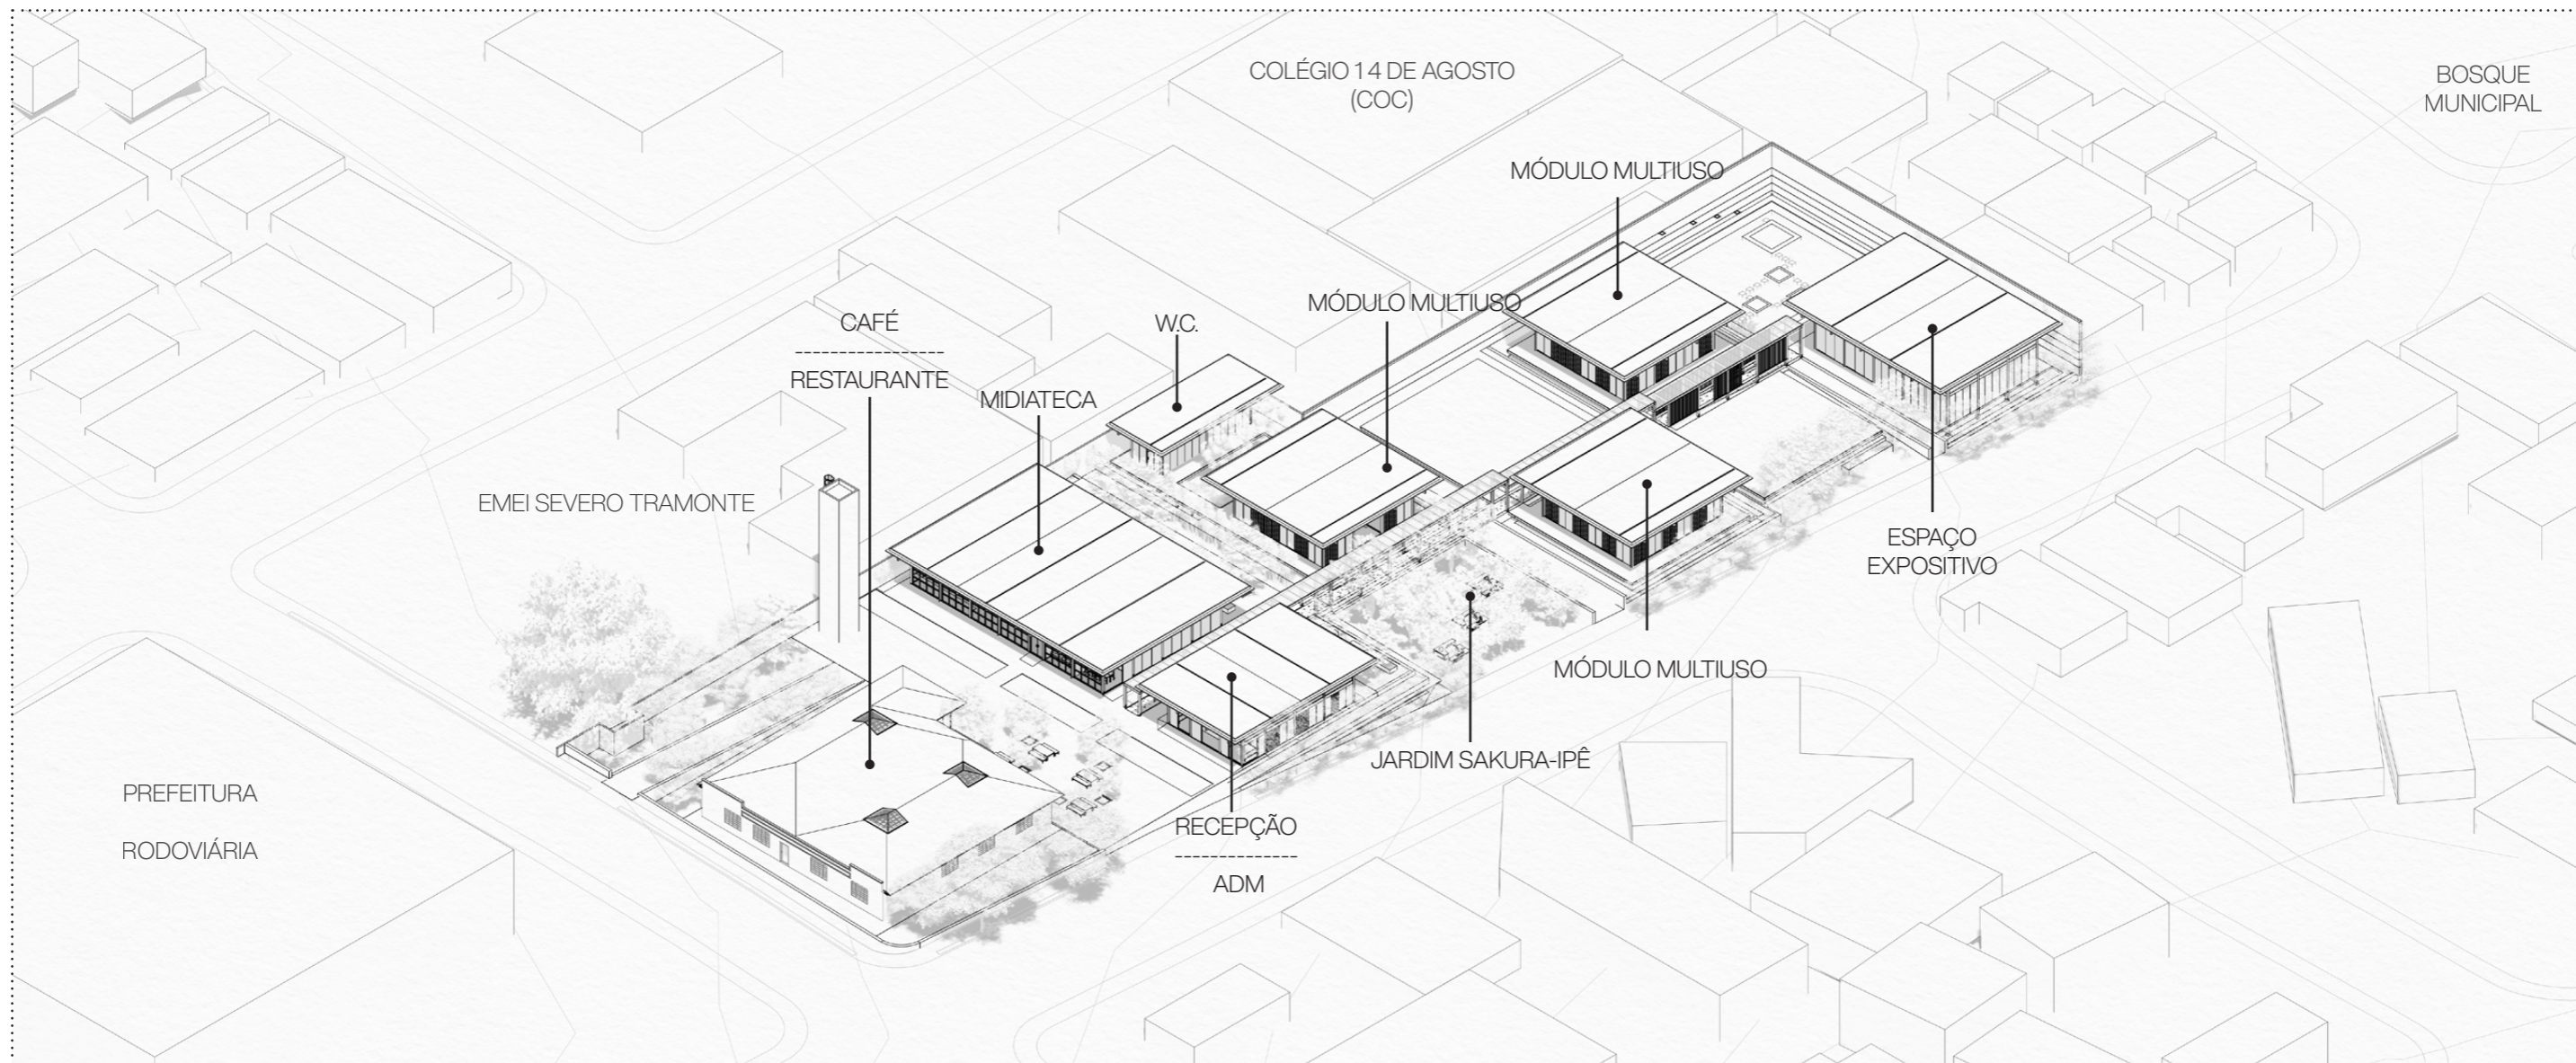 COLÉGIO 14 DE AGOSTO
(COC)
BOSQUE
MUNICIPAL
MÓDULO MULTIUSO
MÓDULO MULTIUSO
CAFÉ
------------------
RESTAURANTE
W.C.
MIDIATECA
EMEI SEVERO TRAMONTE
ESPAÇO
EXPOSITIVO
MÓDULO MULTIUSO
JARDIM SAKURA-IPÊ
PREFEITURA
RODOVIÁRIA
RECEPÇÃO
--------------
ADM